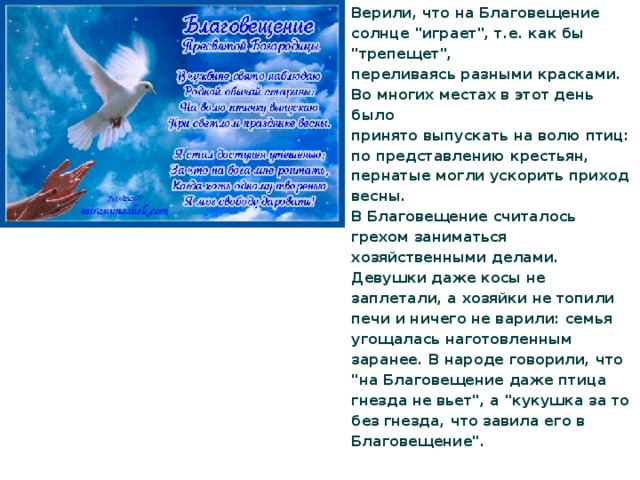 Благовещение
Пресвятой Богородицы
В чужбине свято наблюдаю
Родной обычай старины:
На волю птичку выпускаю
При светлом празднике весны.
Я стал доступен утешенью;
За что на бога мне роптать,
Когда хоть одному творенью
Я мог свободу даровать!
Верили, что на Благовещение
солнце "играет", т.е. как бы
"трепещет",
переливаясь разными красками.
Во многих местах в этот день
было
принято выпускать на волю птиц:
по представлению крестьян,
пернатые могли ускорить приход
весны.
В Благовещение считалось
грехом заниматься
хозяйственными делами.
Девушки даже косы не
заплетали, а хозяйки не топили
печи и ничего не варили: семья
угощалась наготовленным
заранее. В народе говорили, что
"на Благовещение даже птица
гнезда не вьет", а "кукушка за то
без гнезда, что завила его в
Благовещение".